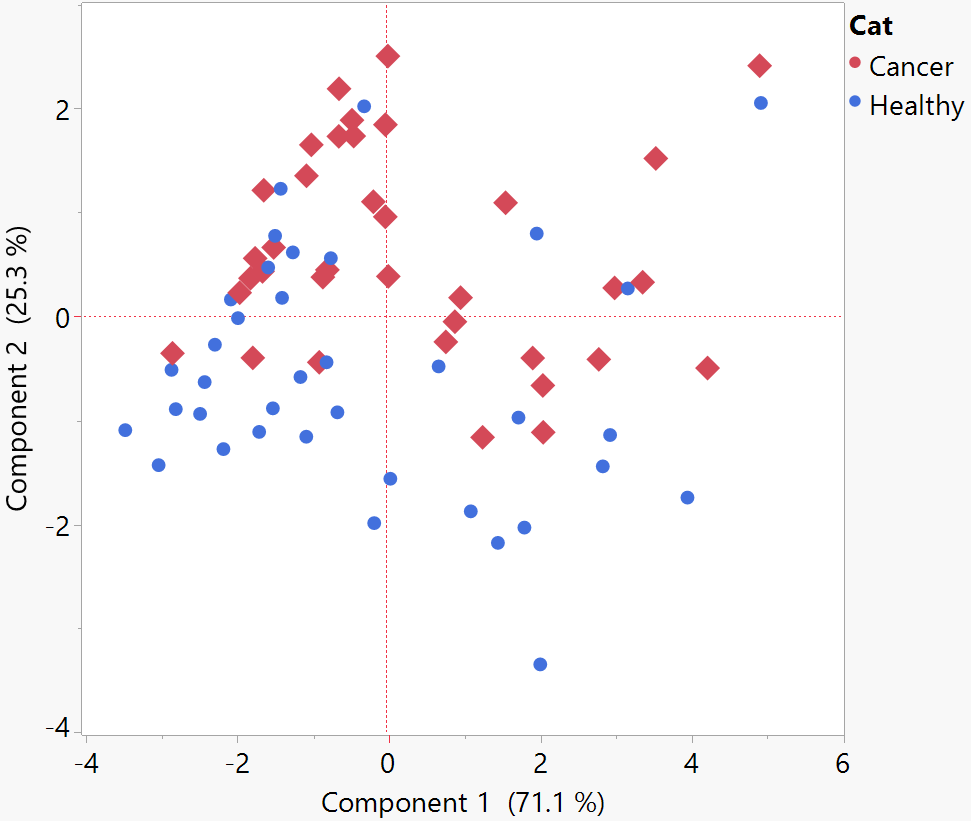 Cat
Cancer
Healthy
Component 2 (25.3 %)
2
0
-2
-4
-4
-2
0
2
4
6
Component 1 (71.1 %)